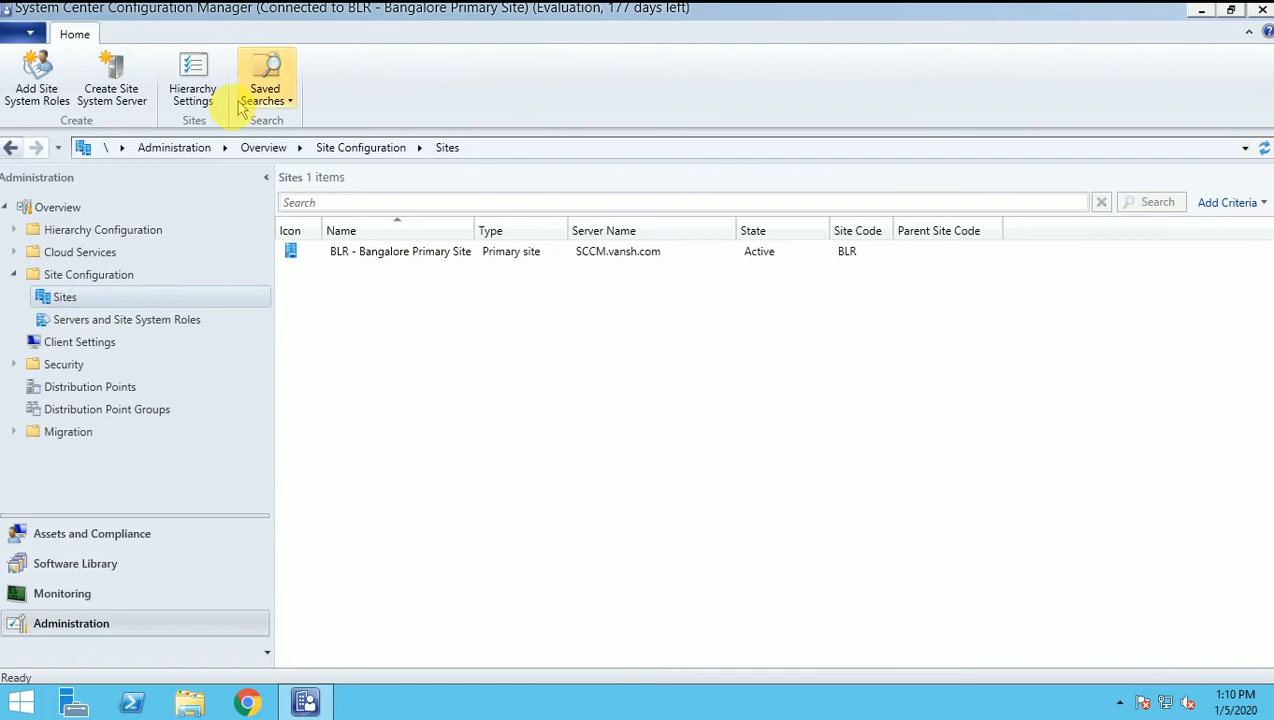 System Center Configuration Manager (Connected to BLR - Bangalore Primary Site) (Evaluation, 177 days left)
Home
Add Site System Roles
Create Site System Server
Hierarchy Settings
Saved Searches
Create
Sites
Search
\ Administration Overview Site Configuration Sites
Administration
Overview
Hierarchy Configuration
Cloud Services
Site Configuration
Sites
Servers and Site System Roles
Client Settings
Security
Distribution Points
Distribution Point Groups
Migration
Assets and Compliance
Software Library
Monitoring
Administration
Sites 1 items
Search
Search
Add Criteria
Icon Name Type Server Name State Site Code Parent Site Code
BLR - Bangalore Primary Site Primary site SCCM.vansh.com Active BLR
Ready
1:10 PM
1/5/2020